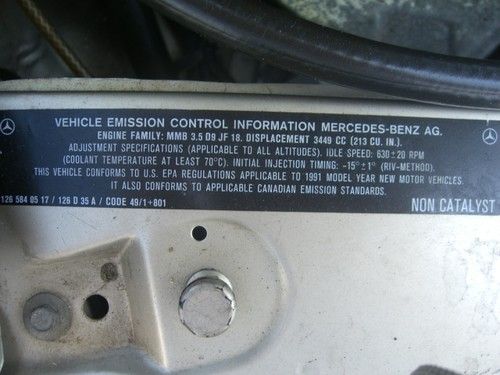 VEHICLE EMISSION CONTROL INFORMATION MERCEDES-BENZ AG.
ENGINE FAMILY: MMB 3.5 D9 JF 18. DISPLACEMENT 3449 CC (213 CU. IN.).
ADJUSTMENT SPECIFICATIONS (APPLICABLE TO ALL ALTITUDES). IDLE SPEED: 630±20 RPM
(COOLANT TEMPERATURE AT LEAST 70°C). INITIAL INJECTION TIMING: -15°±1° (RIV-METHOD).
THIS VEHICLE CONFORMS TO U.S. EPA REGULATIONS APPLICABLE TO 1991 MODEL YEAR NEW MOTOR VEHICLES.
IT ALSO CONFORMS TO APPLICABLE CANADIAN EMISSION STANDARDS.
126 584 05 17 / 126 D 35 A / CODE 49/1+801 NON CATALYST